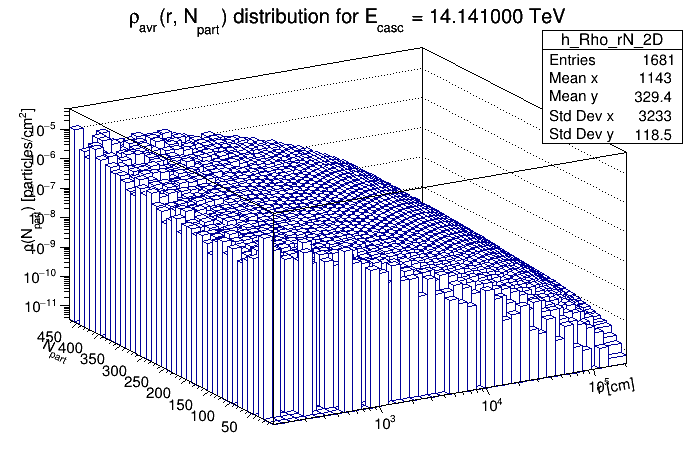 ρavr(r, Npart) distribution for Ecasc = 14.141000 TeV
h_Rho_rN_2D
Entries 1681
Mean x 1143
Mean y 329.4
Std Dev x 3233
Std Dev y 118.5
ρ(Npart) [particles/cm²]
10⁻⁵
10⁻⁶
10⁻⁷
10⁻⁸
10⁻⁹
10⁻¹⁰
10⁻¹¹
450
400
350
300
250
200
150
100
50
Npart
10³
10⁴
10⁵
[cm]